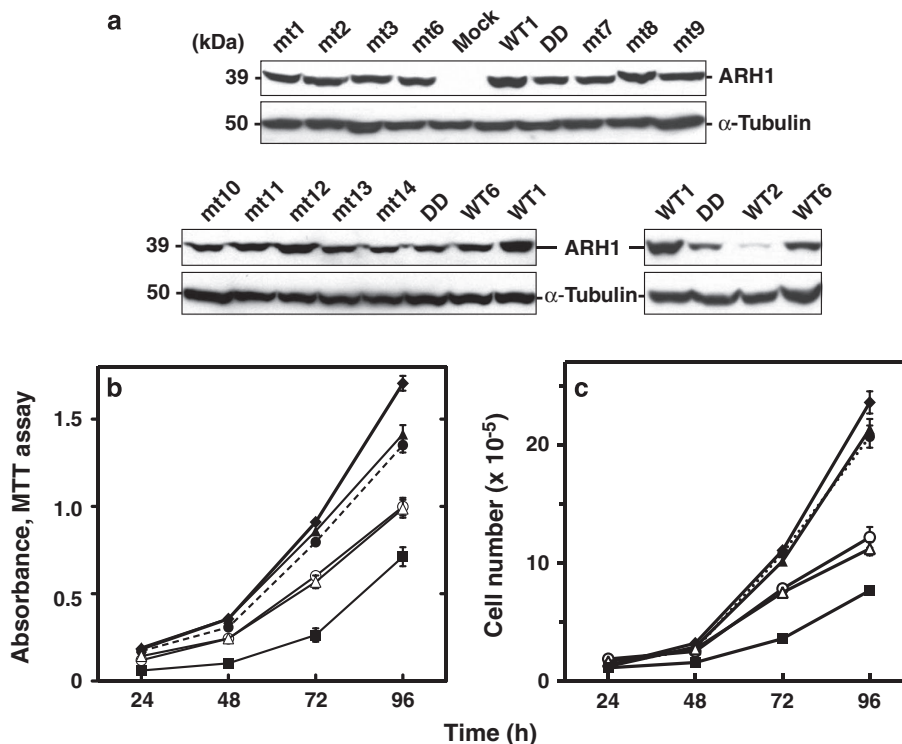 a
(kDa) mt1 mt2 mt3 mt6 Mock WT1 DD mt7 mt8 mt9
39 ARH1
50 α-Tubulin
mt10 mt11 mt12 mt13 mt14 DD WT6 WT1 WT1 DD WT2 WT6
39 ARH1
50 α-Tubulin
b
Absorbance, MTT assay
1.5
1.0
0.5
0
24 48 72 96
c
Cell number (x 10-5)
20
10
0
24 48 72 96
Time (h)